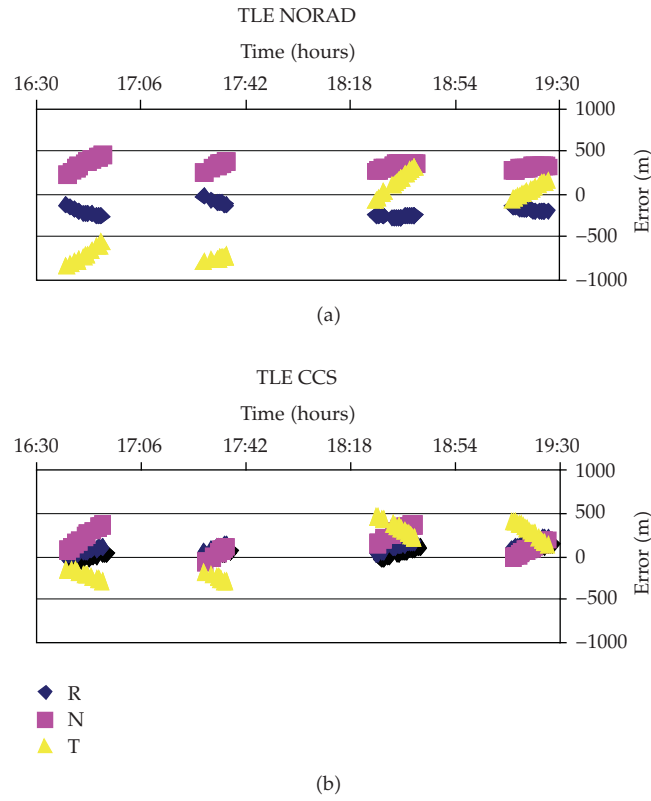 TLE NORAD
Time (hours)
16:30 17:06 17:42 18:18 18:54 19:30
1000
500
0
−500
−1000
Error (m)
(a)
TLE CCS
Time (hours)
16:30 17:06 17:42 18:18 18:54 19:30
1000
500
0
−500
−1000
Error (m)
R
N
T
(b)